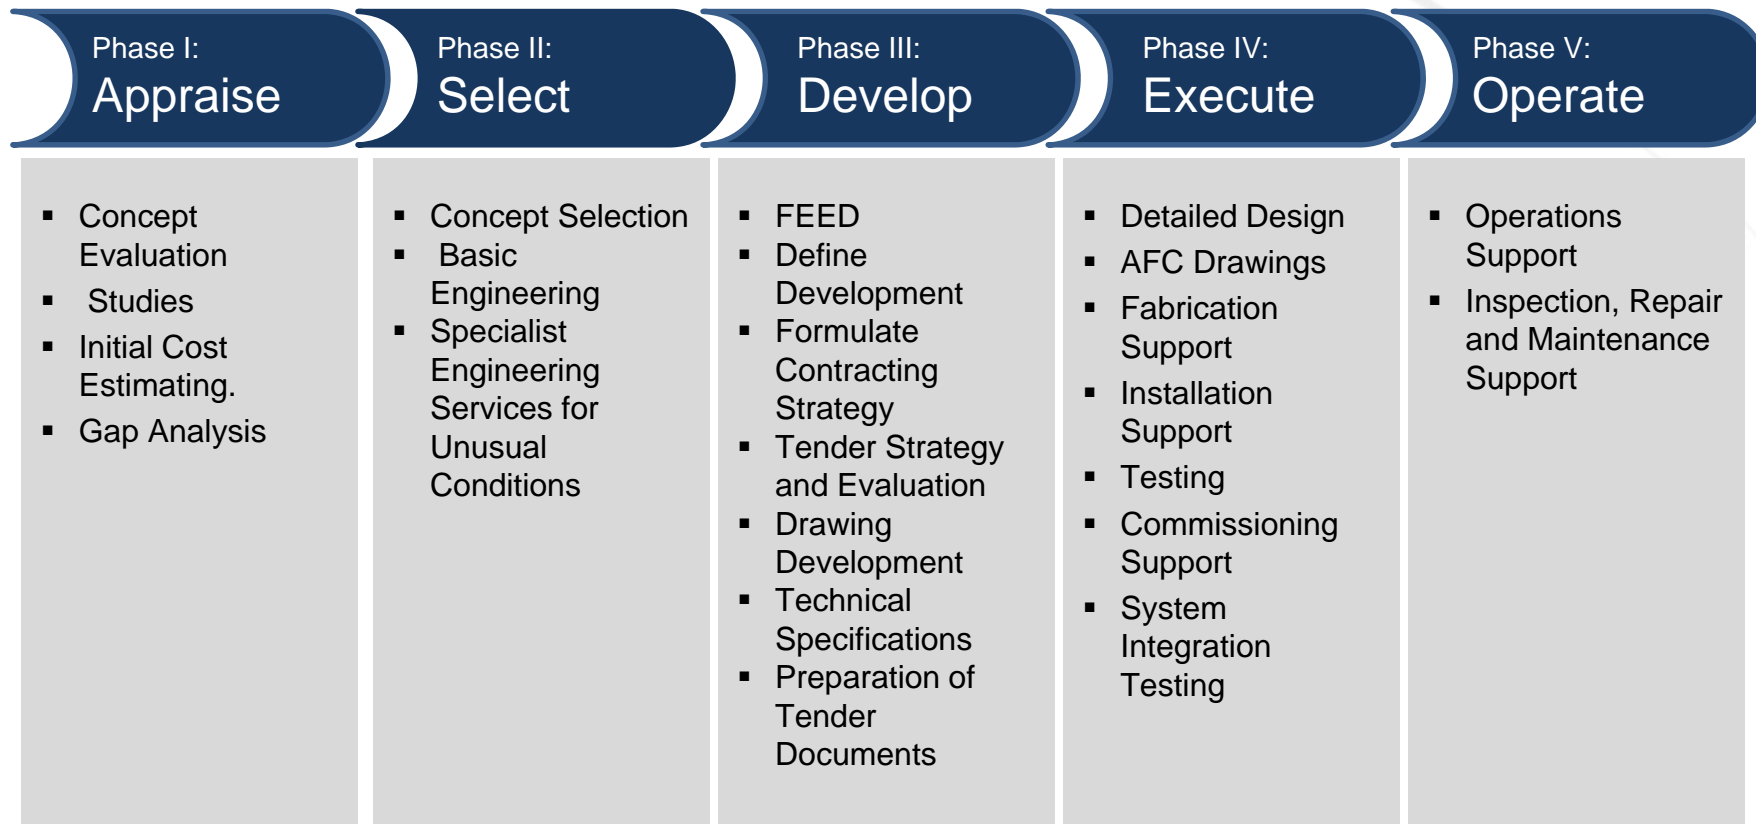 Phase I:
Appraise
Phase II:
Select
Phase III:
Develop
Phase IV:
Execute
Phase V:
Operate
▪ Concept
Evaluation
▪ Studies
▪ Initial Cost
Estimating.
▪ Gap Analysis
▪ Concept Selection
▪ Basic
Engineering
▪ Specialist
Engineering
Services for
Unusual
Conditions
▪ FEED
▪ Define
Development
▪ Formulate
Contracting
Strategy
▪ Tender Strategy
and Evaluation
▪ Drawing
Development
▪ Technical
Specifications
▪ Preparation of
Tender
Documents
▪ Detailed Design
▪ AFC Drawings
▪ Fabrication
Support
▪ Installation
Support
▪ Testing
▪ Commissioning
Support
▪ System
Integration
Testing
▪ Operations
Support
▪ Inspection, Repair
and Maintenance
Support